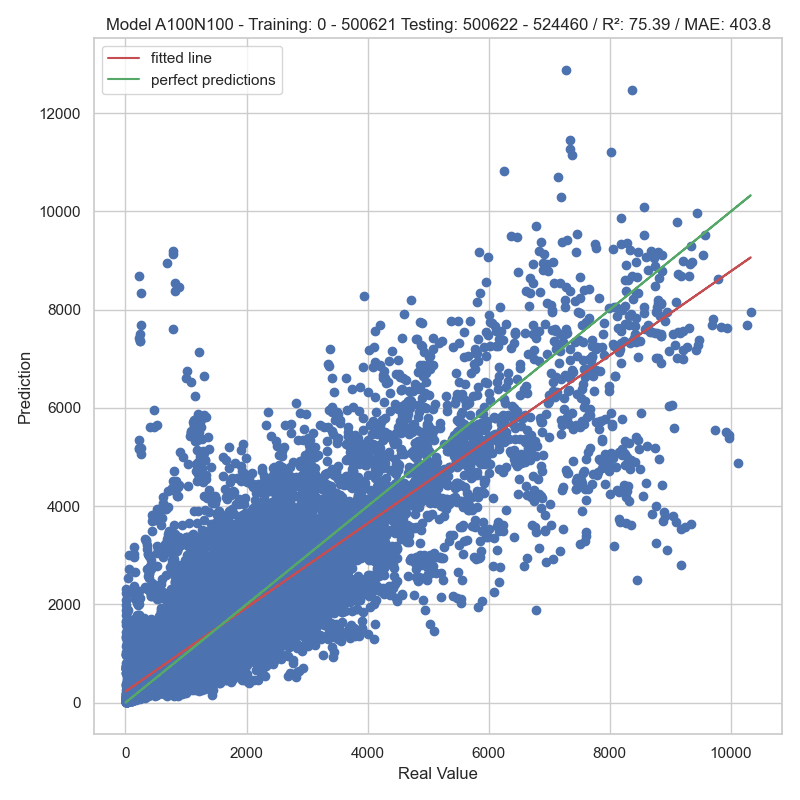 Model A100N100 - Training: 0 - 500621 Testing: 500622 - 524460 / R²: 75.39 / MAE: 403.8
fitted line
perfect predictions
12000
10000
8000
6000
4000
2000
0
Prediction
0 2000 4000 6000 8000 10000
Real Value